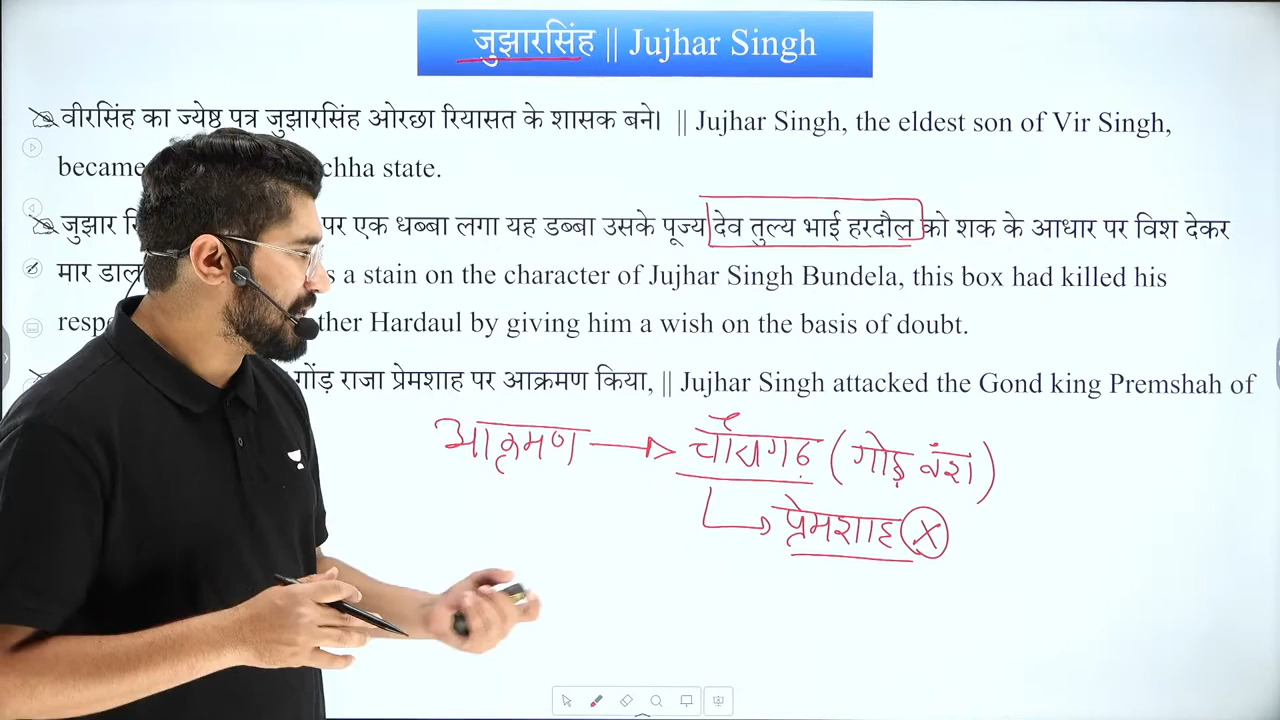 जुझारसिंह || Jujhar Singh
वीरसिंह का ज्येष्ठ पत्र जुझारसिंह ओरछा रियासत के शासक बने। || Jujhar Singh, the eldest son of Vir Singh,
became chha state.
जुझार पर एक धब्बा लगा यह डब्बा उसके पूज्य देव तुल्य भाई हरदौल को शक के आधार पर विश देकर
मार डाल s a stain on the character of Jujhar Singh Bundela, this box had killed his
resp ther Hardaul by giving him a wish on the basis of doubt.
गोंड़ राजा प्रेमशाह पर आक्रमण किया, || Jujhar Singh attacked the Gond king Premshah of
आक्रमण → चौरागढ़ (गोड़ वंश)
प्रेमशाह X